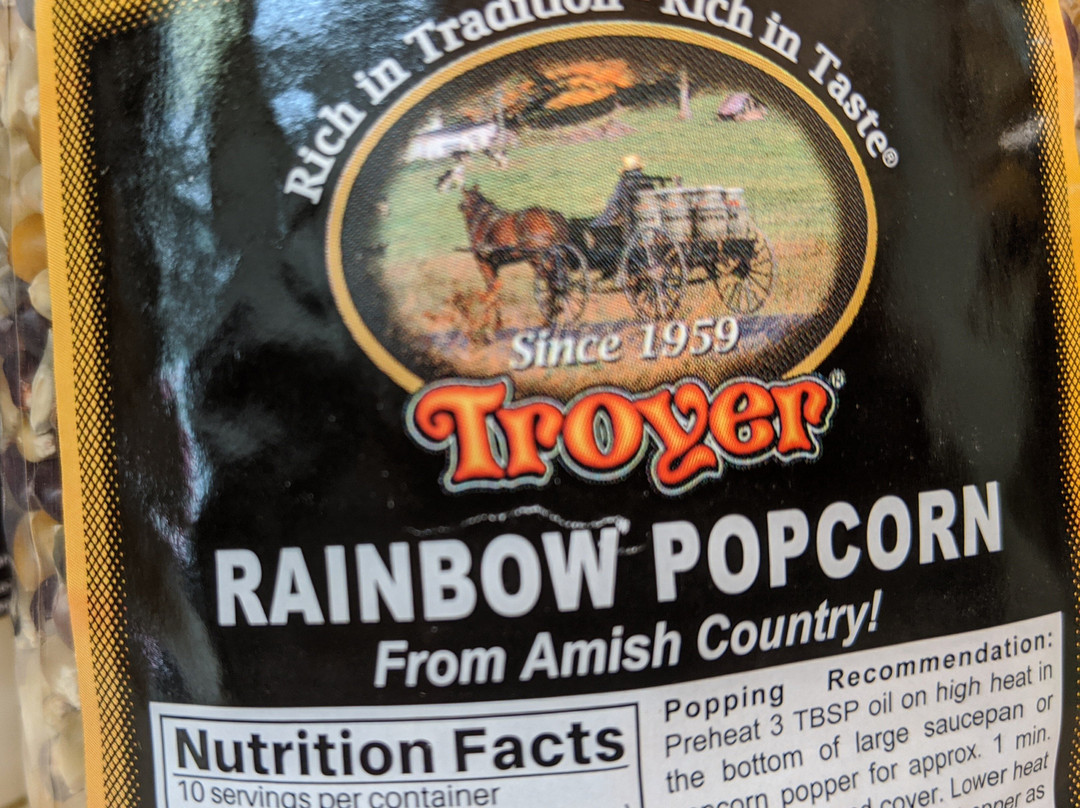 Rich in Tradition Rich in Taste®
Since 1959
Troyer®
RAINBOW POPCORN
From Amish Country!
Nutrition Facts
10 servings per container
Popping Recommendation:
Preheat 3 TBSP oil on high heat in
the bottom of large saucepan or
popper for approx. 1 min.
cover. Lower heat
as